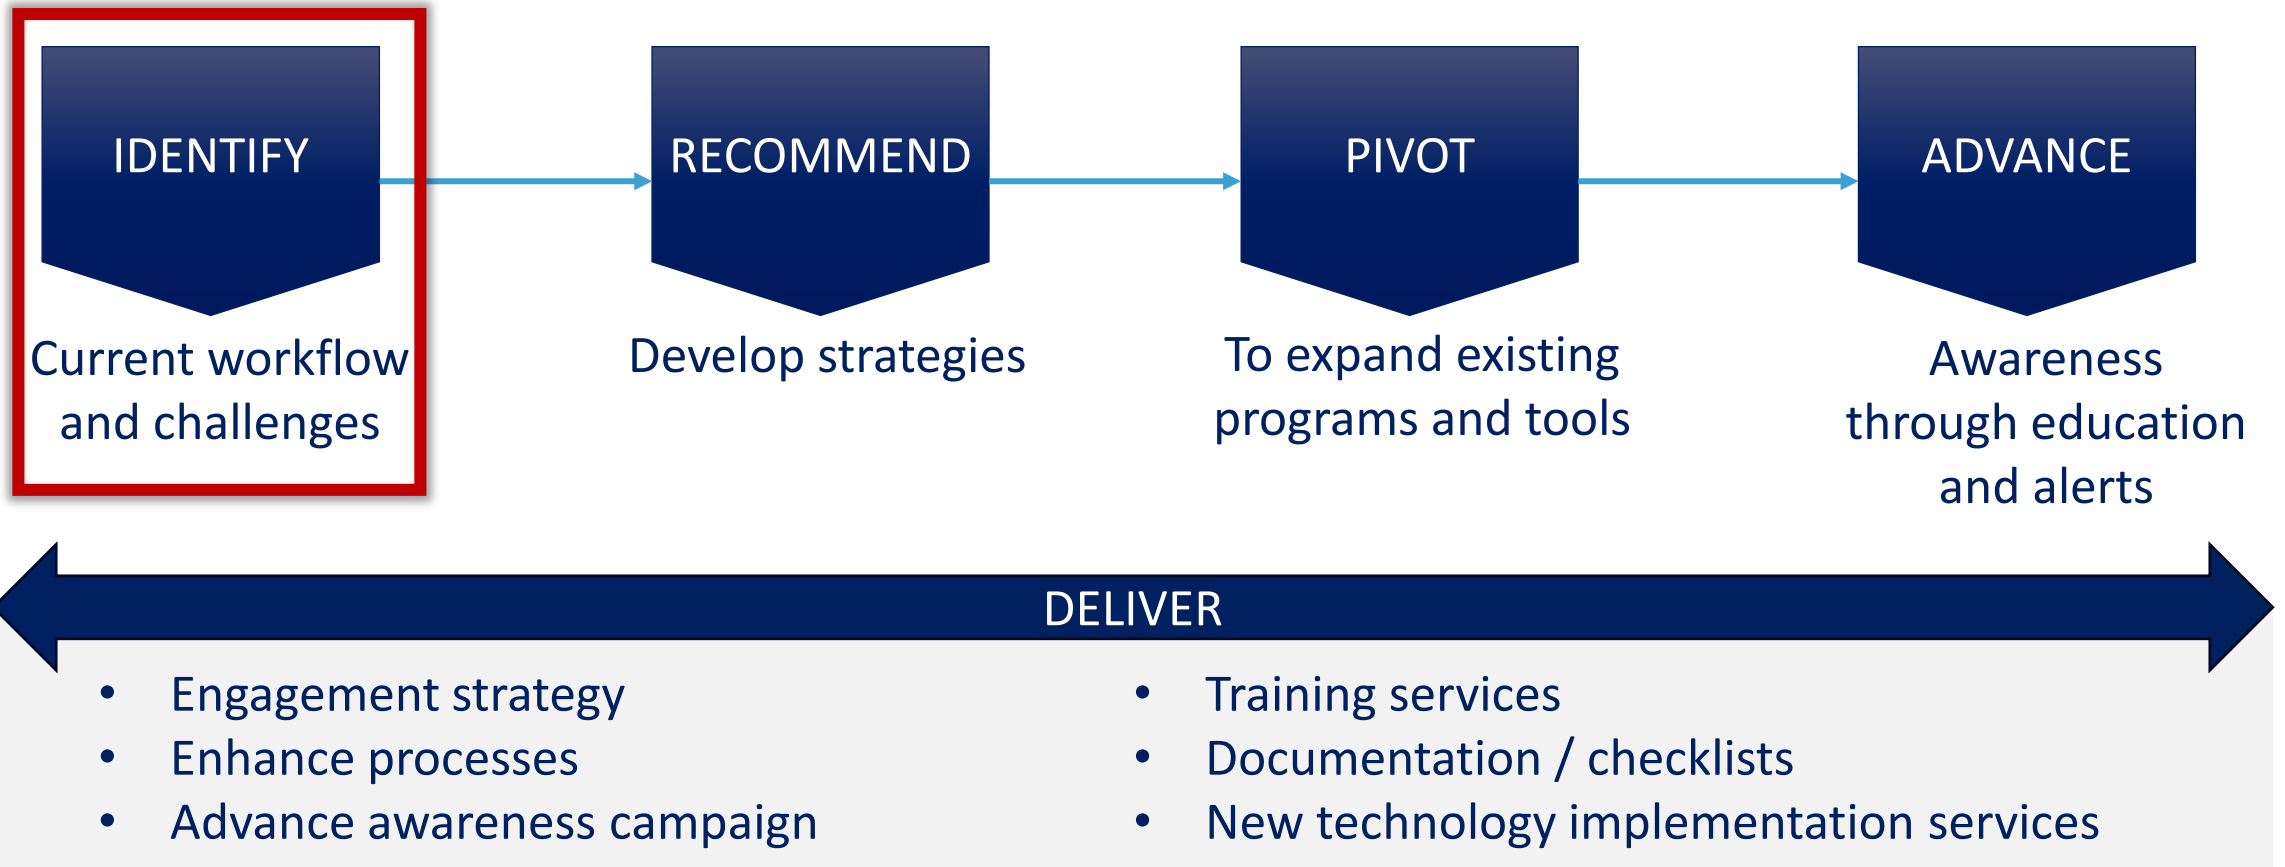 IDENTIFY
Current workflow
and challenges
RECOMMEND
Develop strategies
PIVOT
To expand existing
programs and tools
ADVANCE
Awareness
through education
and alerts
DELIVER
• Engagement strategy
• Enhance processes
• Advance awareness campaign
• Training services
• Documentation / checklists
• New technology implementation services